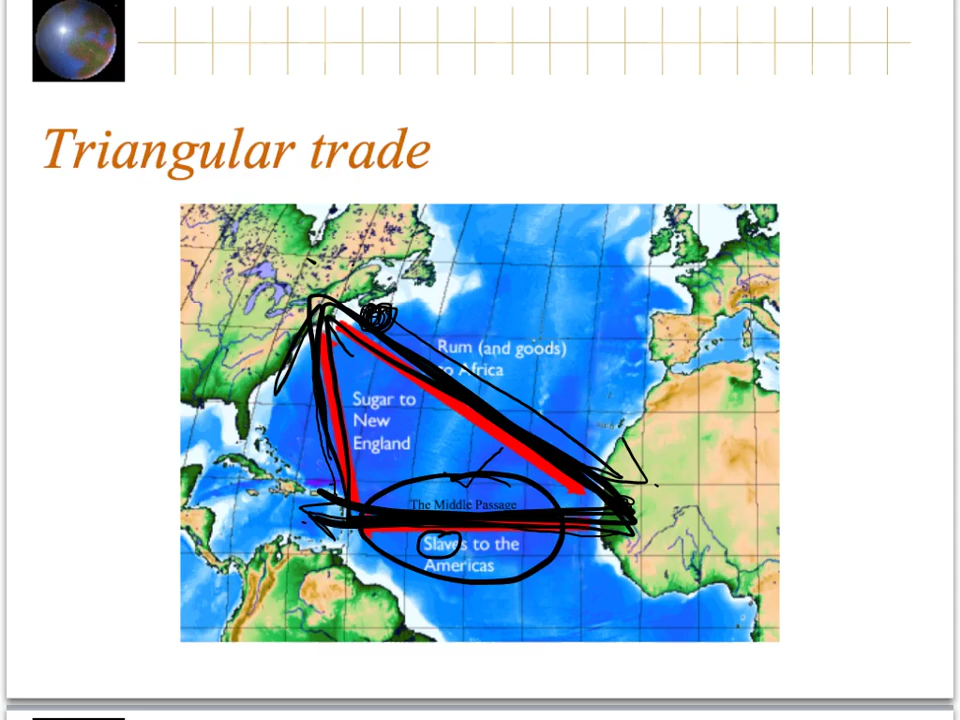 Triangular trade
Rum (and goods)
to Africa
Sugar to
New
England
The Middle Passage
Slaves to the
Americas